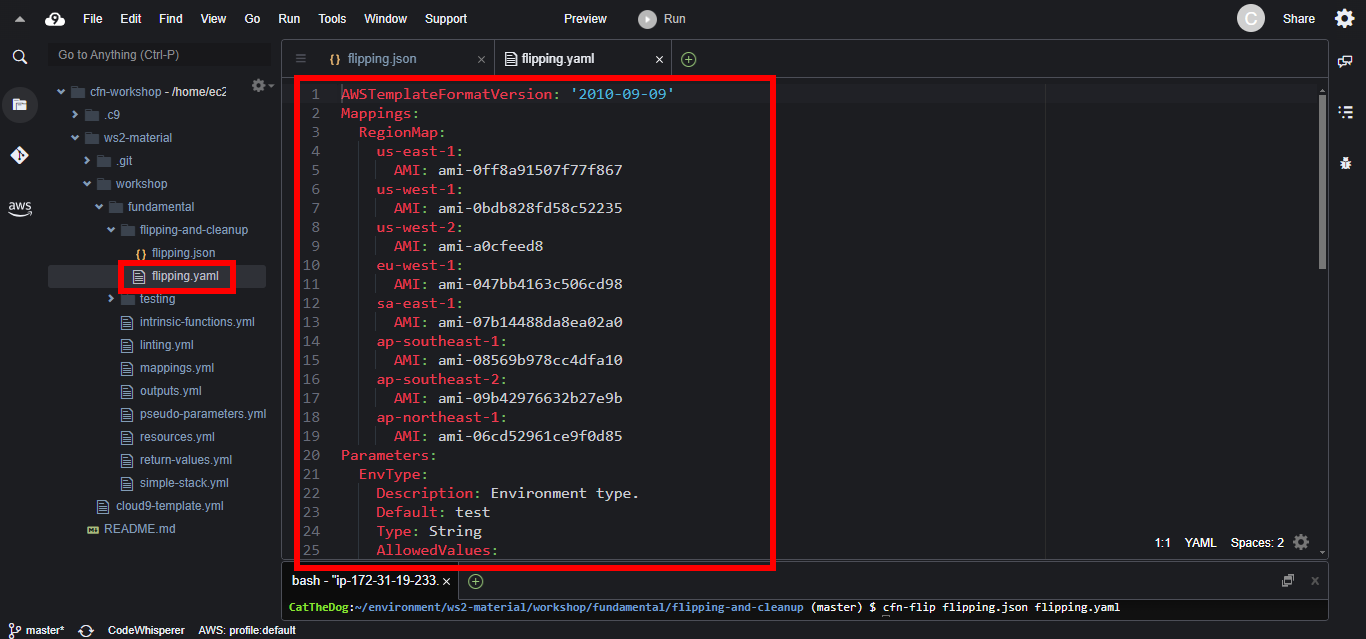 File Edit Find View Go Run Tools Window Support Preview Run C Share
Go to Anything (Ctrl-P)
flipping.json
flipping.yaml
cfn-workshop - /home/ec2
.c9
ws2-material
.git
workshop
fundamental
flipping-and-cleanup
flipping.json
flipping.yaml
testing
intrinsic-functions.yml
linting.yml
mappings.yml
outputs.yml
pseudo-parameters.yml
resources.yml
return-values.yml
simple-stack.yml
cloud9-template.yml
README.md
aws
1 AWSTemplateFormatVersion: '2010-09-09'
2 Mappings:
3 RegionMap:
4 us-east-1:
5 AMI: ami-0ff8a91507f77f867
6 us-west-1:
7 AMI: ami-0bdb828fd58c52235
8 us-west-2:
9 AMI: ami-a0cfeed8
10 eu-west-1:
11 AMI: ami-047bb4163c506cd98
12 sa-east-1:
13 AMI: ami-07b14488da8ea02a0
14 ap-southeast-1:
15 AMI: ami-08569b978cc4dfa10
16 ap-southeast-2:
17 AMI: ami-09b42976632b27e9b
18 ap-northeast-1:
19 AMI: ami-06cd52961ce9f0d85
20 Parameters:
21 EnvType:
22 Description: Environment type.
23 Default: test
24 Type: String
25 AllowedValues:
1:1 YAML Spaces: 2
bash - "ip-172-31-19-233.
CatTheDog:~/environment/ws2-material/workshop/fundamental/flipping-and-cleanup (master) $ cfn-flip flipping.json flipping.yaml
master* CodeWhisperer AWS: profile:default